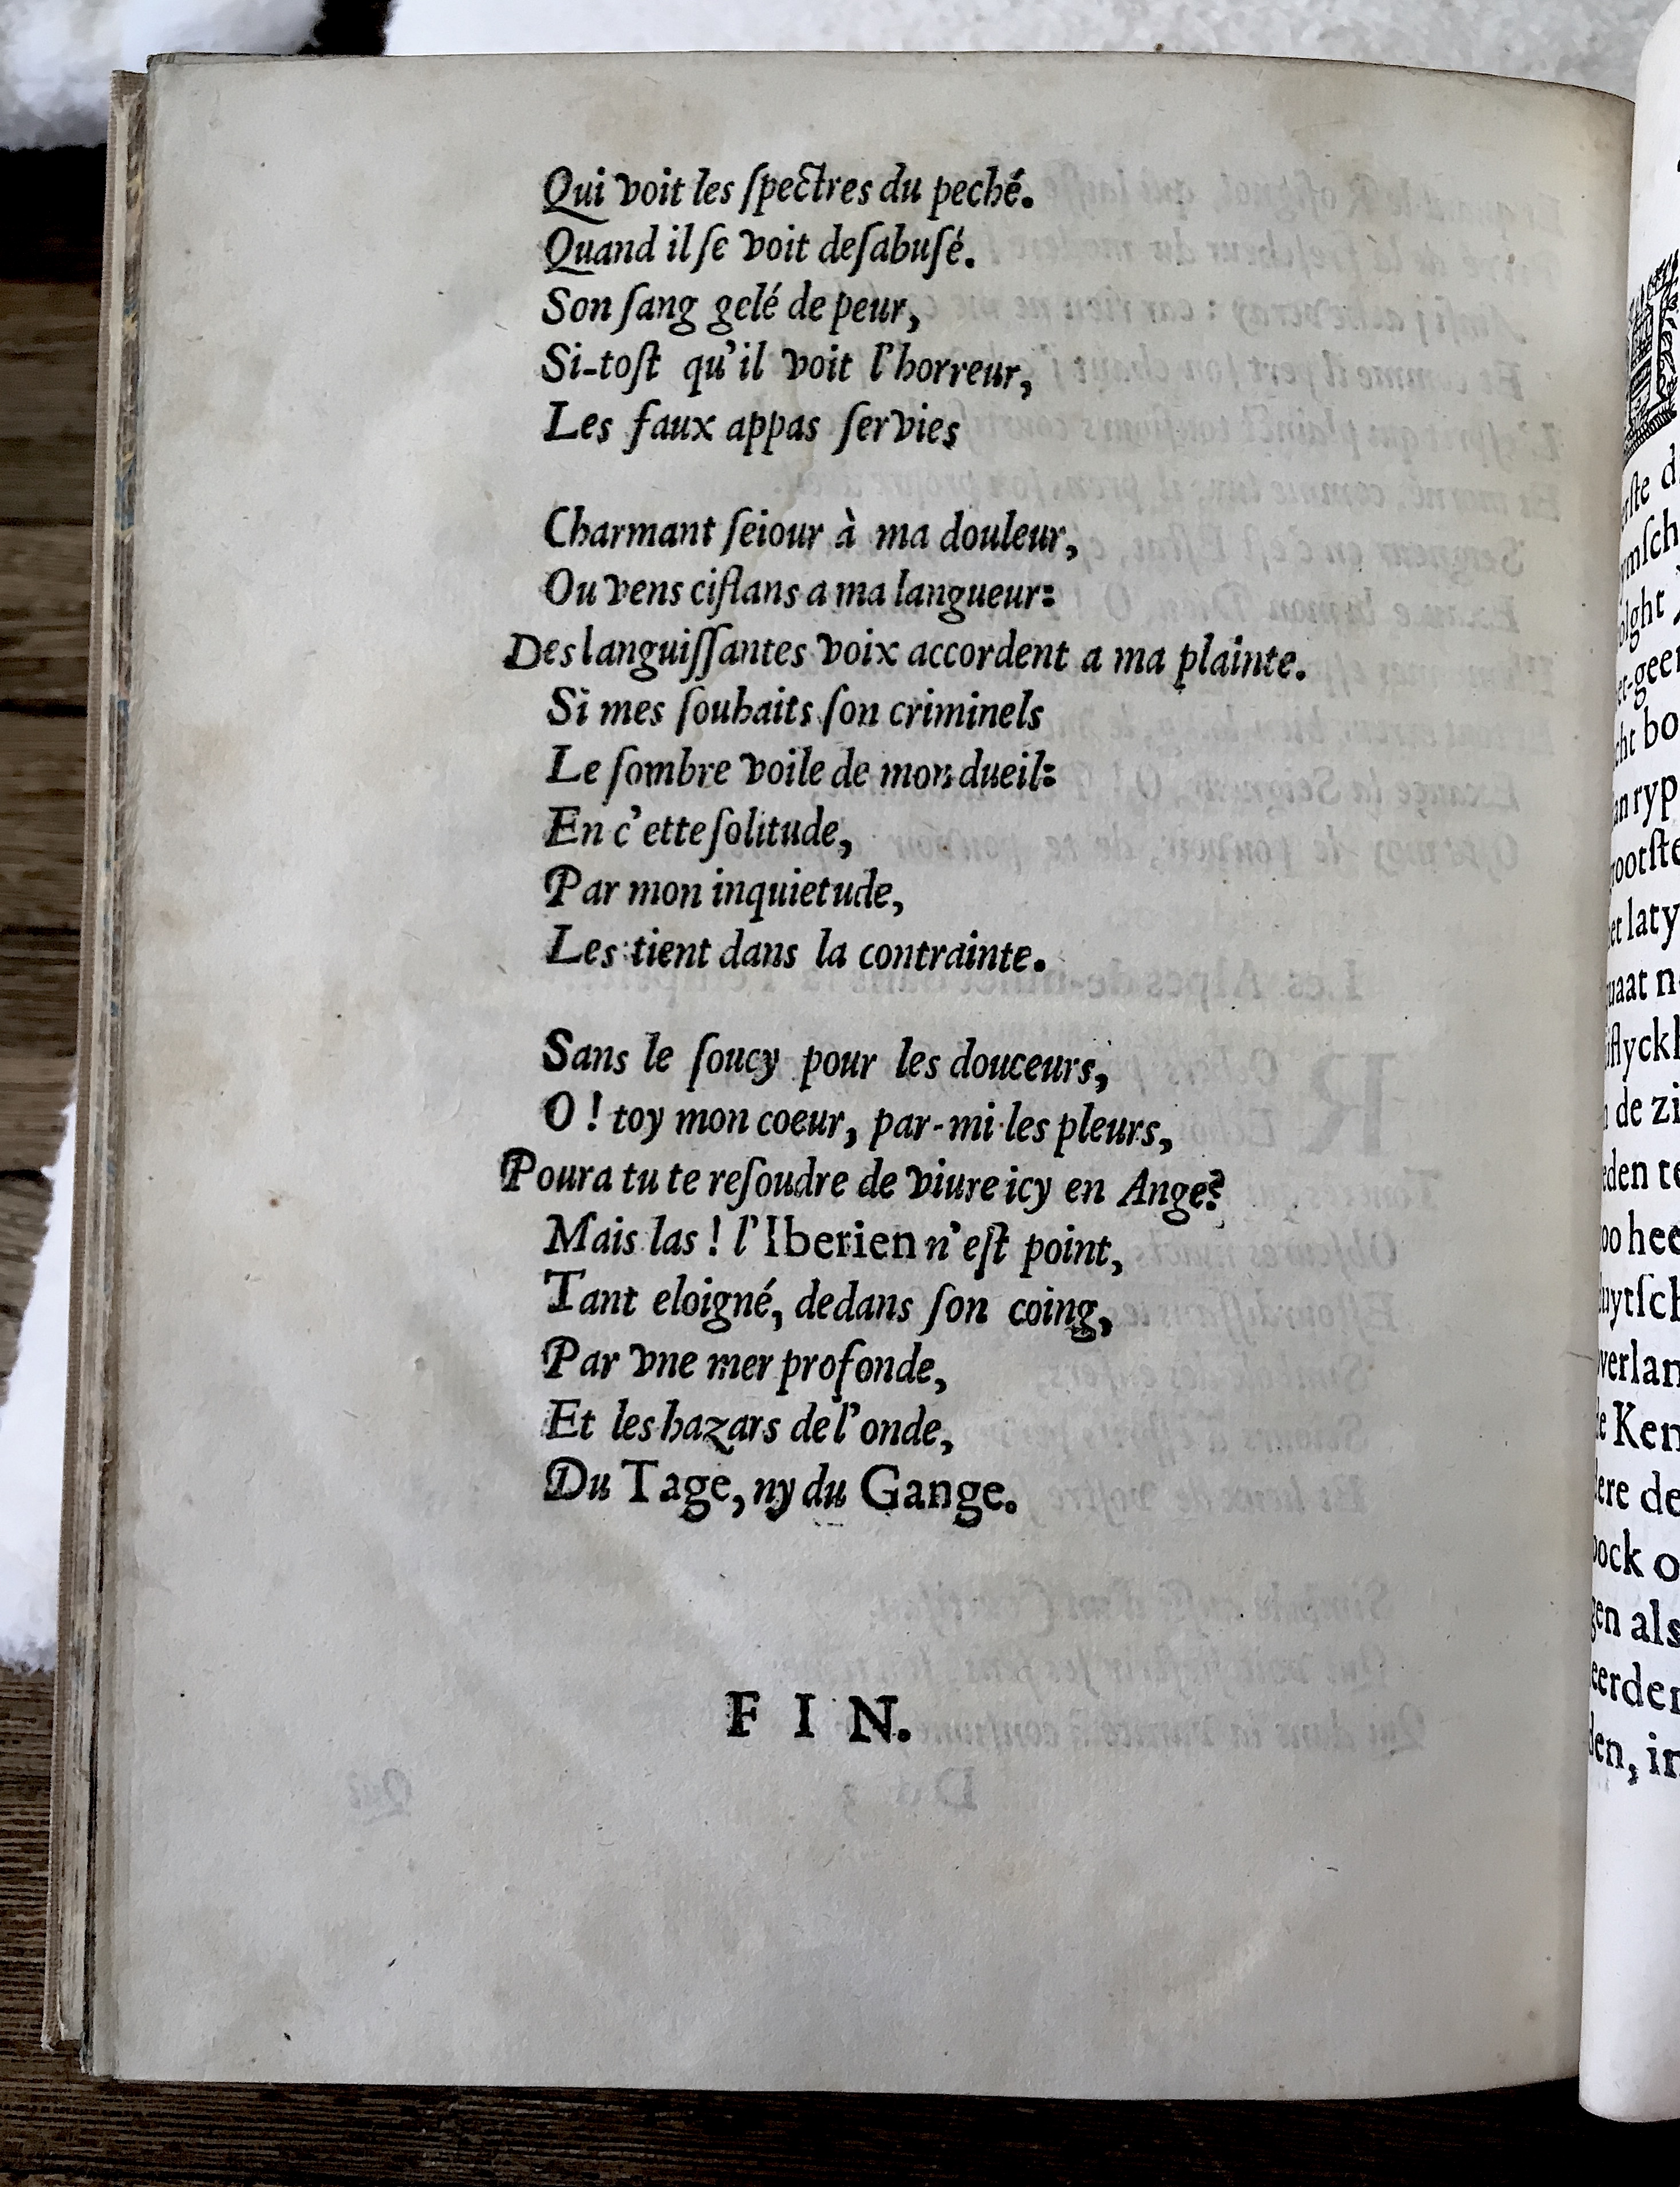 Qui voit les ſpectres du peché.
Quand il ſe voit deſabuſé.
Son ſang gelé de peur,
Si-toſt qu'il voit l'horreur,
Les faux appas ſervies
Charmant ſeiour à ma douleur,
Ou vens ciflans a ma langueur:
Des languiſſantes voix accordent a ma plainte.
Si mes ſouhaits ſon criminels
Le ſombre voile de mon dueil:
En c'ette ſolitude,
Par mon inquietude,
Les tient dans la contrainte.
Sans le ſoucy pour les douceurs,
O ! toy mon coeur, par-mi les pleurs,
Poura tu te reſoudre de viure icy en Ange?
Mais las ! l'Iberien n'eſt point,
Tant eloigné, dedans ſon coing,
Par vne mer profonde,
Et les hazars de l'onde,
Du Tage, ny du Gange.
FIN.